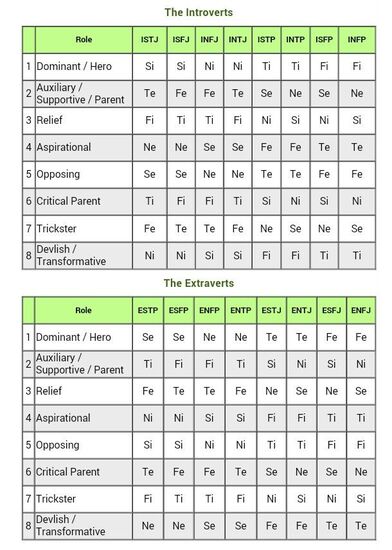 The Introverts
Role ISTJ ISFJ INFJ INTJ ISTP INTP ISFP INFP
1 Dominant / Hero Si Si Ni Ni Ti Ti Fi Fi
2 Auxiliary / Supportive / Parent Te Fe Fe Te Se Ne Se Ne
3 Relief Fi Ti Ti Fi Ni Si Ni Si
4 Aspirational Ne Ne Se Se Fe Fe Te Te
5 Opposing Se Se Ne Ne Te Te Fe Fe
6 Critical Parent Ti Fi Fi Ti Si Ni Si Ni
7 Trickster Fe Te Te Fe Ne Se Ne Se
8 Devlish / Transformative Ni Ni Si Si Fi Fi Ti Ti
The Extraverts
Role ESTP ESFP ENFP ENTP ESTJ ENTJ ESFJ ENFJ
1 Dominant / Hero Se Se Ne Ne Te Te Fe Fe
2 Auxiliary / Supportive / Parent Ti Fi Fi Ti Si Ni Si Ni
3 Relief Fe Te Te Fe Ne Se Ne Se
4 Aspirational Ni Ni Si Si Fi Fi Ti Ti
5 Opposing Si Si Ni Ni Ti Ti Fi Fi
6 Critical Parent Te Fe Fe Te Se Ne Se Ne
7 Trickster Fi Ti Ti Fi Ni Si Ni Si
8 Devlish / Transformative Ne Ne Se Se Fe Fe Te Te